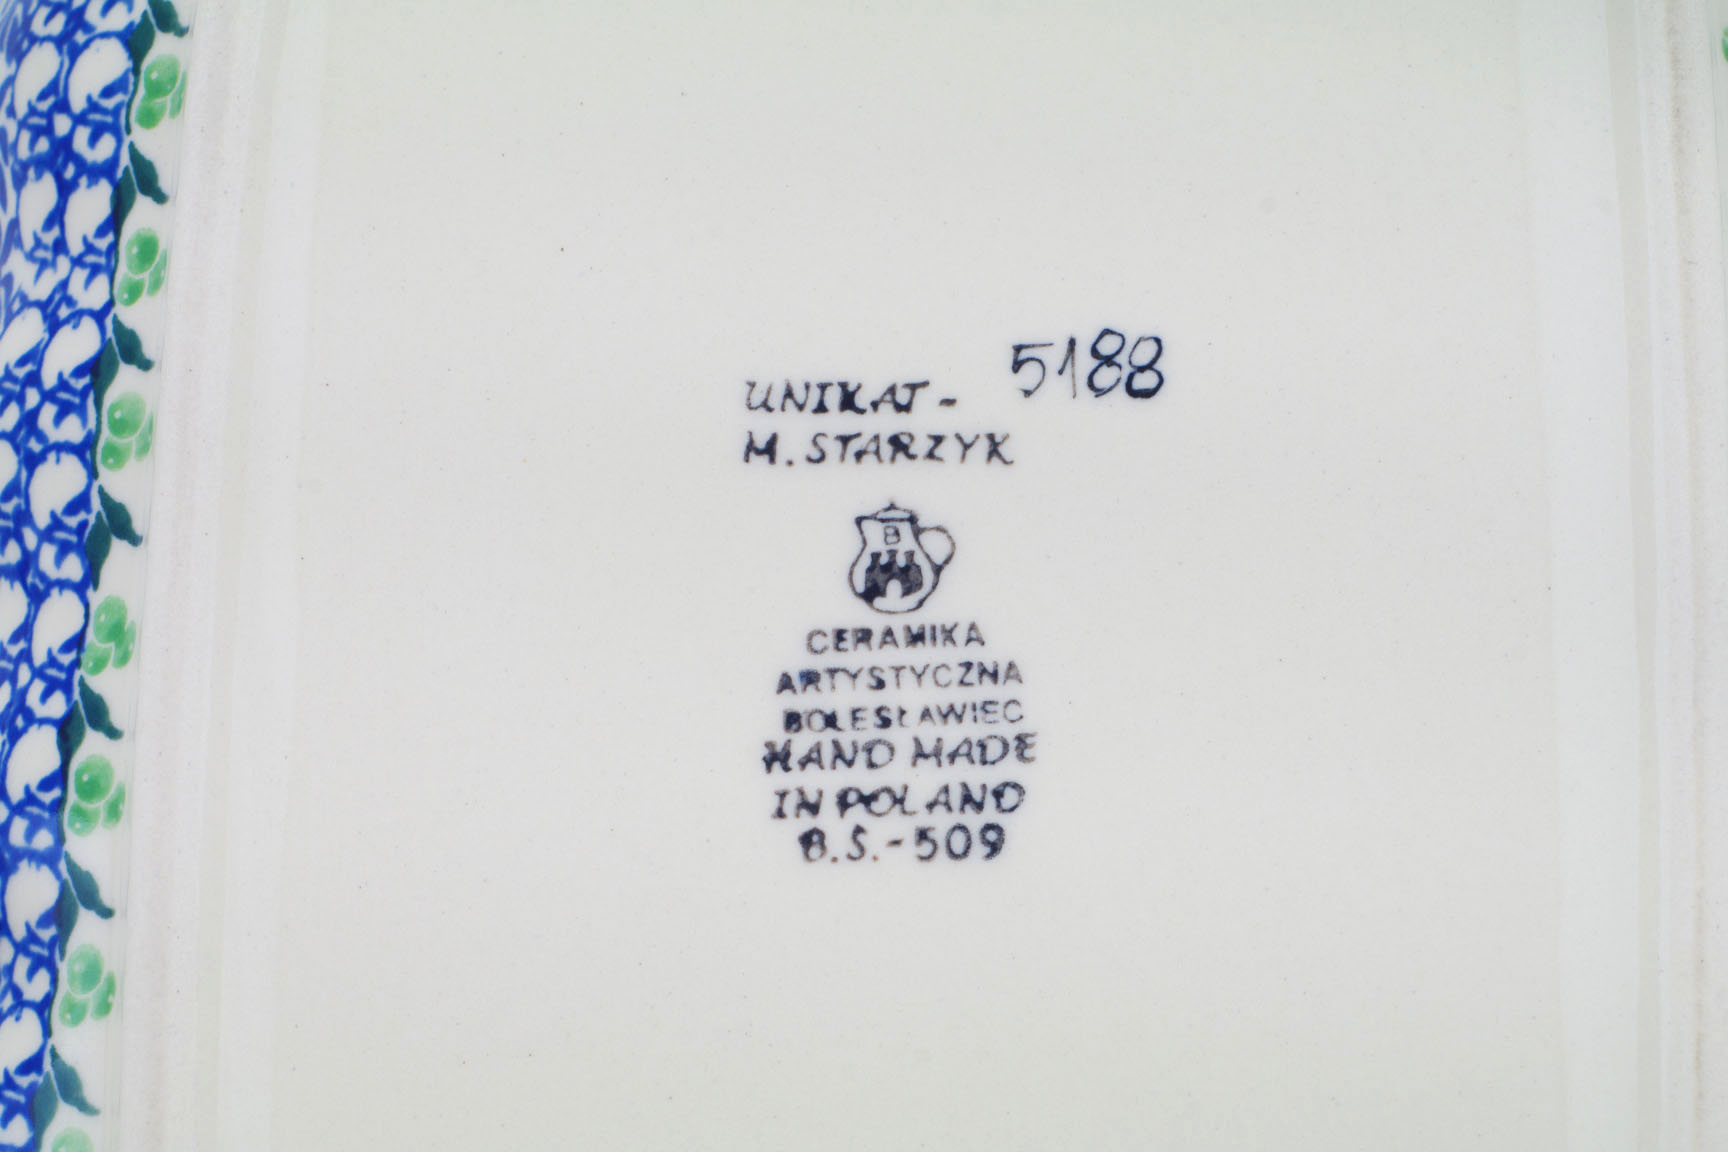 UNIKAT - 5188
M. STARZYK
B
CERAMIKA
ARTYSTYCZNA
BOLESŁAWIEC
HAND MADE
IN POLAND
B.S.-509